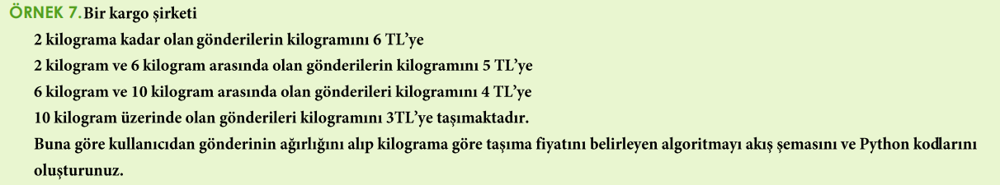 ÖRNEK 7. Bir kargo şirketi
2 kilograma kadar olan gönderilerin kilogramını 6 TL’ye
2 kilogram ve 6 kilogram arasında olan gönderilerin kilogramını 5 TL’ye
6 kilogram ve 10 kilogram arasında olan gönderileri kilogramını 4 TL’ye
10 kilogram üzerinde olan gönderileri kilogramını 3TL’ye taşımaktadır.
Buna göre kullanıcıdan gönderinin ağırlığını alıp kilograma göre taşıma fiyatını belirleyen algoritmayı akış şemasını ve Python kodlarını
oluşturunuz.